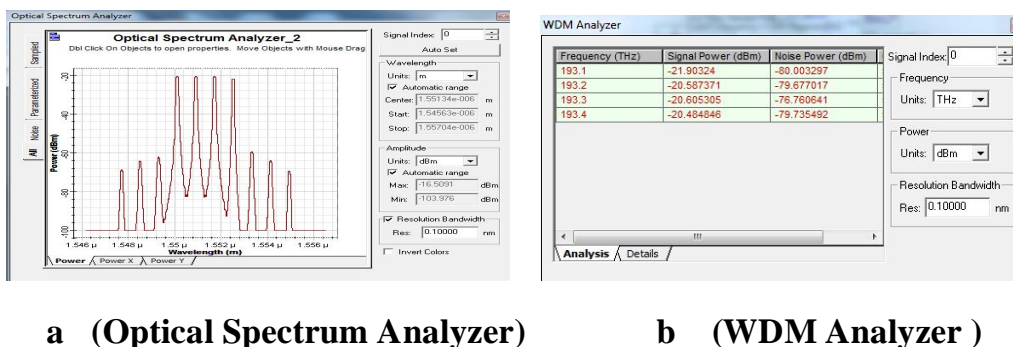 Optical Spectrum Analyzer
Optical Spectrum Analyzer_2
Dbl Click On Objects to open properties. Move Objects with Mouse Drag
Sampled
Parameterized
Noise
All
Power (dBm)
-20
-40
-60
-80
-100
1.546 µ 1.548 µ 1.55 µ 1.552 µ 1.554 µ 1.556 µ
Wavelength (m)
Power Power X Power Y
Signal Index: 0
Auto Set
Wavelength
Units: m
Automatic range
Center: 1.55134e-006 m
Start: 1.54563e-006 m
Stop: 1.55704e-006 m
Amplitude
Units: dBm
Automatic range
Max: -16.5091 dBm
Min: -103.976 dBm
Resolution Bandwidth
Res: 0.10000 nm
Invert Colors
WDM Analyzer
Frequency (THz) Signal Power (dBm) Noise Power (dBm)
193.1 -21.90324 -80.003297
193.2 -20.587371 -79.677017
193.3 -20.605305 -76.760641
193.4 -20.484846 -79.735492
Analysis Details
Signal Index: 0
Frequency
Units: THz
Power
Units: dBm
Resolution Bandwidth
Res: 0.10000 nm
a (Optical Spectrum Analyzer) b (WDM Analyzer )